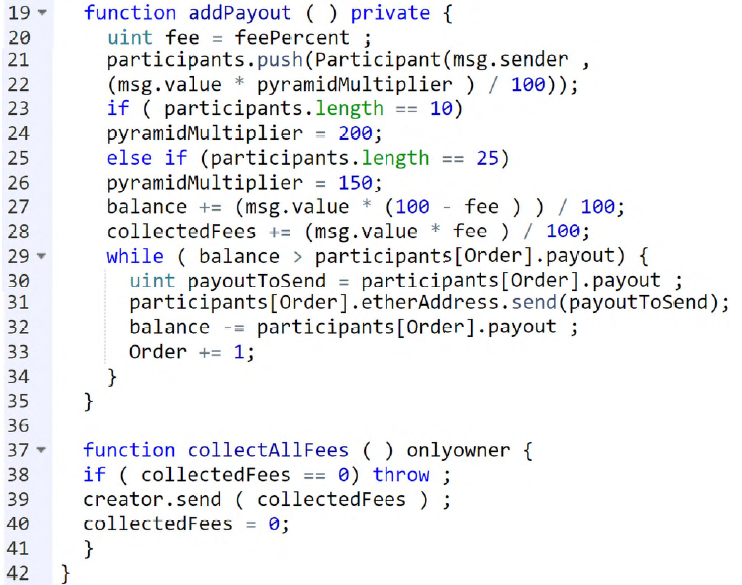 19 function addPayout ( ) private {
20 uint fee = feePercent ;
21 participants.push(Participant(msg.sender ,
22 (msg.value * pyramidMultiplier ) / 100));
23 if ( participants.length == 10)
24 pyramidMultiplier = 200;
25 else if (participants.length == 25)
26 pyramidMultiplier = 150;
27 balance += (msg.value * (100 - fee ) ) / 100;
28 collectedFees += (msg.value * fee ) / 100;
29 while ( balance > participants[Order].payout) {
30 uint payoutToSend = participants[Order].payout ;
31 participants[Order].etherAddress.send(payoutToSend);
32 balance -= participants[Order].payout ;
33 Order += 1;
34 }
35 }
36
37 function collectAllFees ( ) onlyowner {
38 if ( collectedFees == 0) throw ;
39 creator.send ( collectedFees ) ;
40 collectedFees = 0;
41 }
42 }